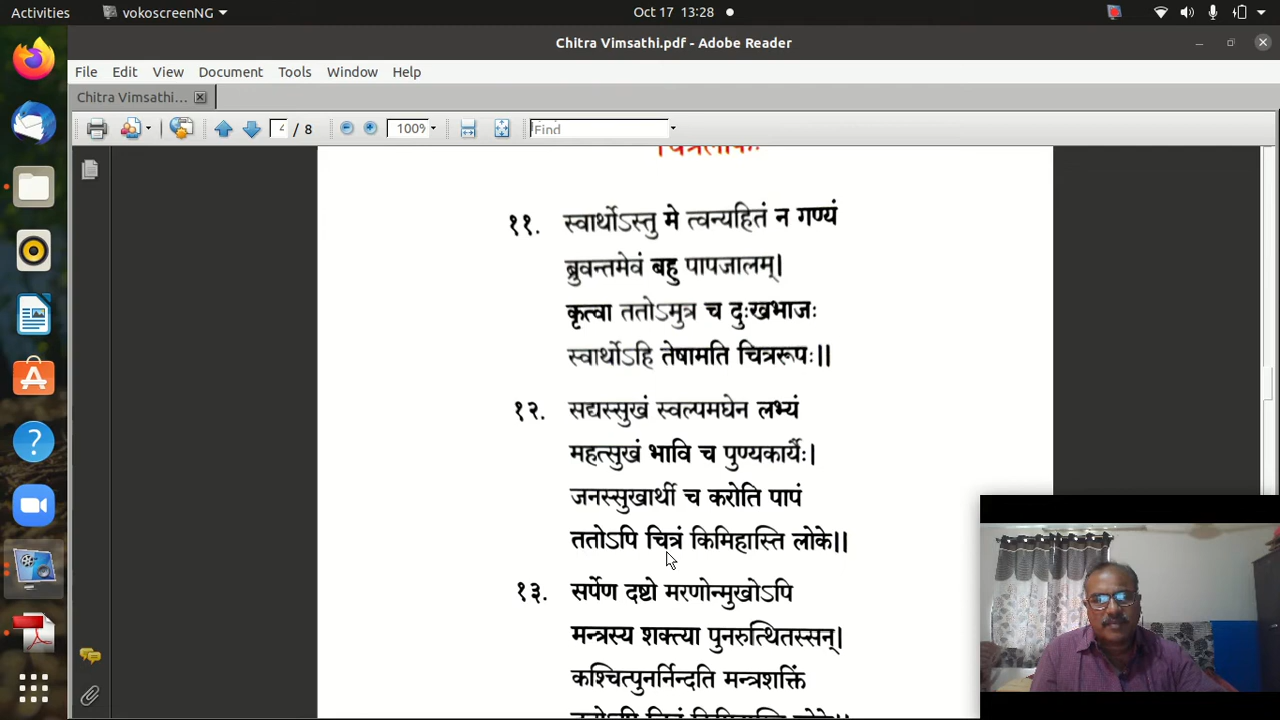 Activities vokoscreenNG Oct 17 13:28
Chitra Vimsathi.pdf - Adobe Reader
File Edit View Document Tools Window Help
Chitra Vimsathi...
4 / 8 100% Find
११. स्वार्थोऽस्तु मे त्वन्यहितं न गण्यं
ब्रुवन्तमेवं बहु पापजालम्|
कृत्वा ततोऽमुत्र च दुःखभाजः
स्वार्थोऽहि तेषामति चित्ररूपः||
१२. सद्यस्सुखं स्वल्पमघेन लभ्यं
महत्सुखं भावि च पुण्यकार्यैः|
जनस्सुखार्थी च करोति पापं
ततोऽपि चित्रं किमिहास्ति लोके||
१३. सर्पेण दष्टो मरणोन्मुखोऽपि
मन्त्रस्य शक्त्या पुनरुत्थितस्सन्|
कश्चित्पुनर्निन्दति मन्त्रशक्तिं